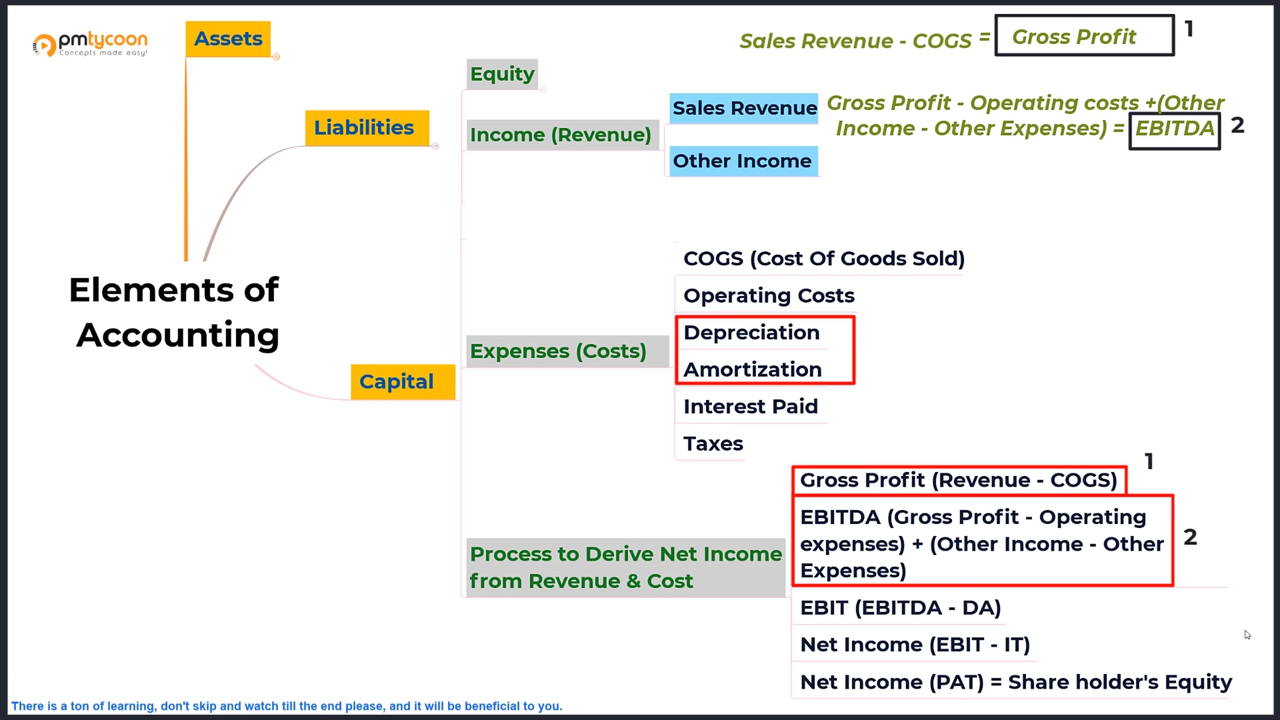 pmtycoon
Concepts made easy!
Assets
Sales Revenue - COGS = Gross Profit 1
Equity
Liabilities
Income (Revenue)
Sales Revenue
Other Income
Gross Profit - Operating costs +(Other
Income - Other Expenses) = EBITDA 2
Elements of
Accounting
Capital
Expenses (Costs)
COGS (Cost Of Goods Sold)
Operating Costs
Depreciation
Amortization
Interest Paid
Taxes
Process to Derive Net Income
from Revenue & Cost
1
Gross Profit (Revenue - COGS)
EBITDA (Gross Profit - Operating
expenses) + (Other Income - Other
Expenses)
2
EBIT (EBITDA - DA)
Net Income (EBIT - IT)
Net Income (PAT) = Share holder's Equity
There is a ton of learning, don't skip and watch till the end please, and it will be beneficial to you.